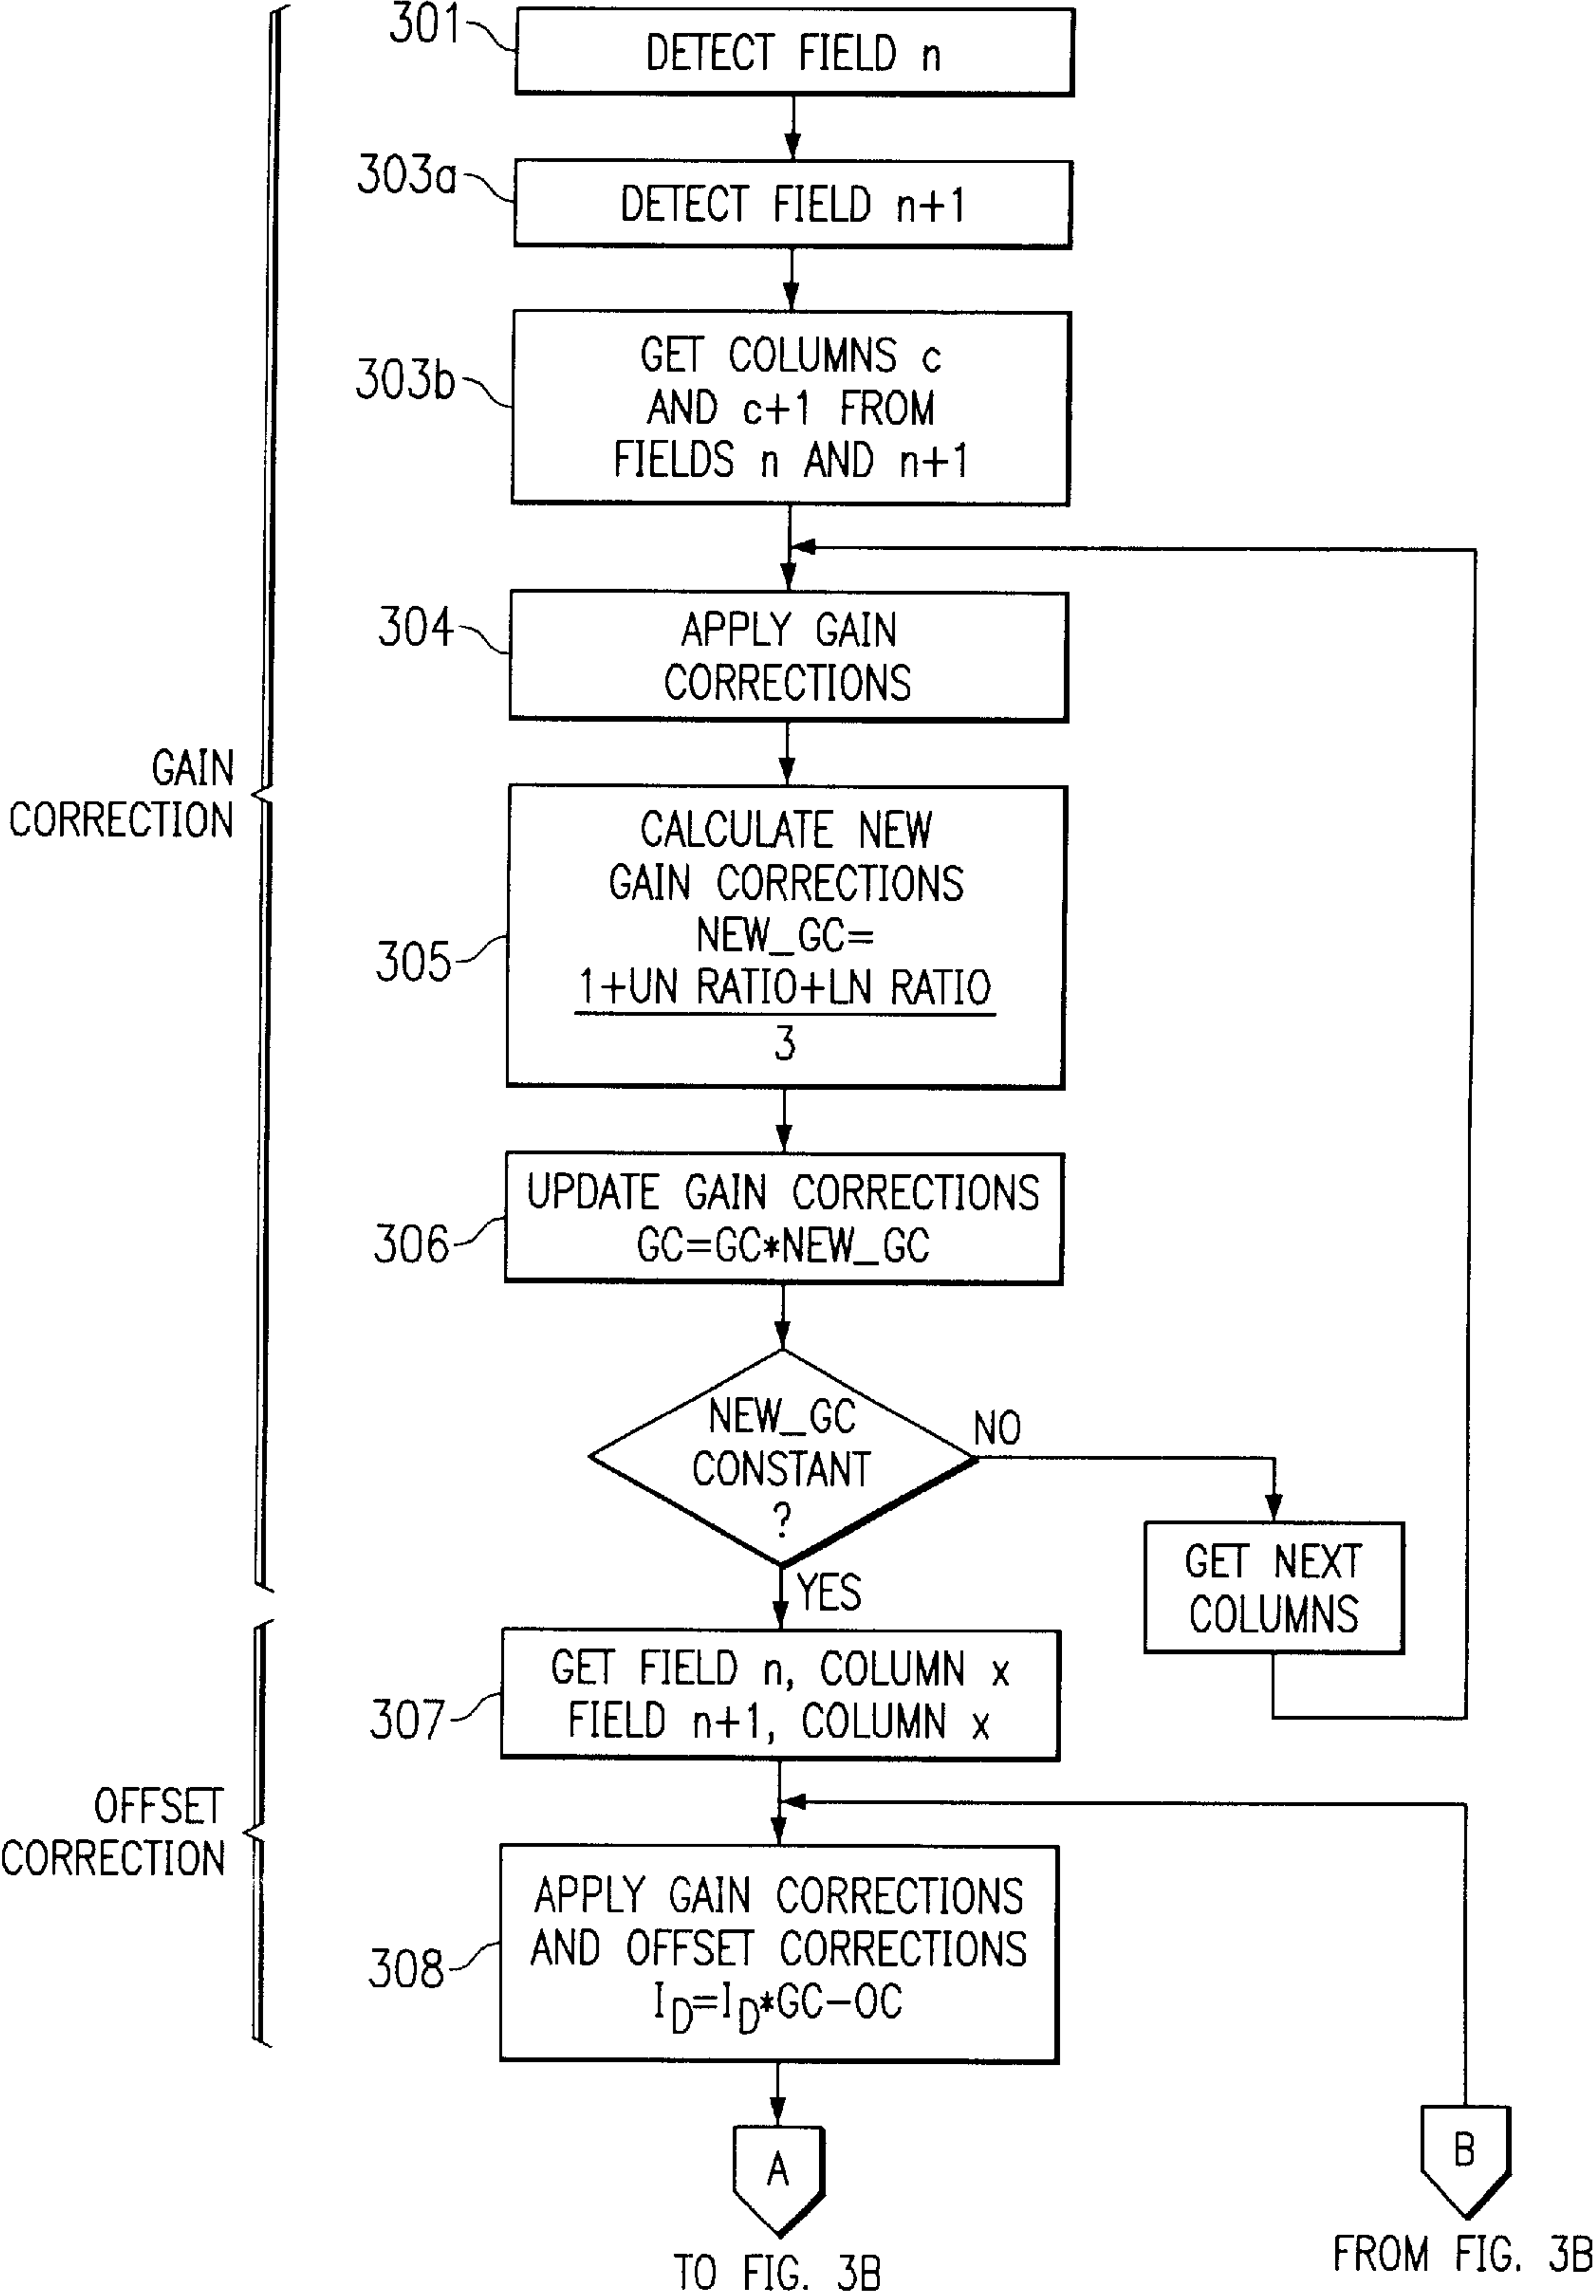 301
DETECT FIELD n
303a
DETECT FIELD n+1
303b
GET COLUMNS c
AND c+1 FROM
FIELDS n AND n+1
304
APPLY GAIN
CORRECTIONS
GAIN
CORRECTION
305
CALCULATE NEW
GAIN CORRECTIONS
NEW_GC=
1+UN RATIO+LN RATIO
3
306
UPDATE GAIN CORRECTIONS
GC=GC*NEW_GC
NEW_GC
CONSTANT
?
NO
YES
GET NEXT
COLUMNS
307
GET FIELD n, COLUMN x
FIELD n+1, COLUMN x
OFFSET
CORRECTION
308
APPLY GAIN CORRECTIONS
AND OFFSET CORRECTIONS
I_D=I_D*GC-OC
A
TO FIG. 3B
B
FROM FIG. 3B